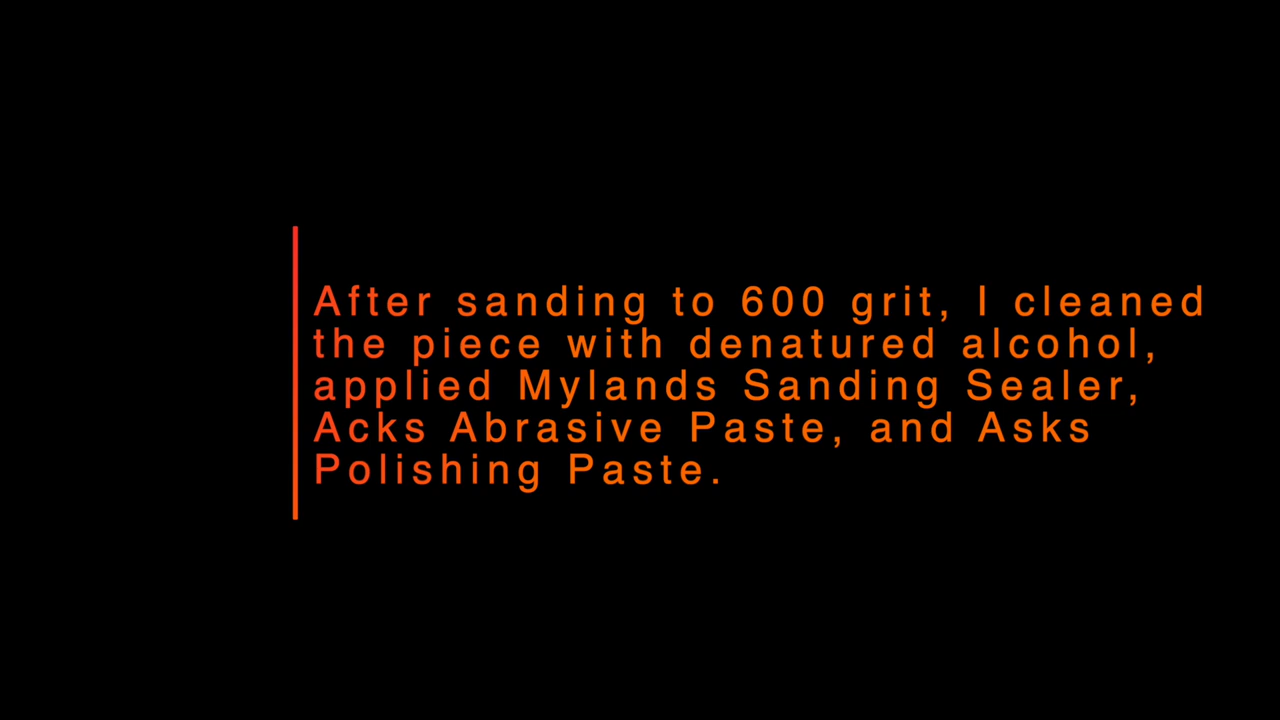 After sanding to 600 grit, I cleaned
the piece with denatured alcohol,
applied Mylands Sanding Sealer,
Acks Abrasive Paste, and Asks
Polishing Paste.